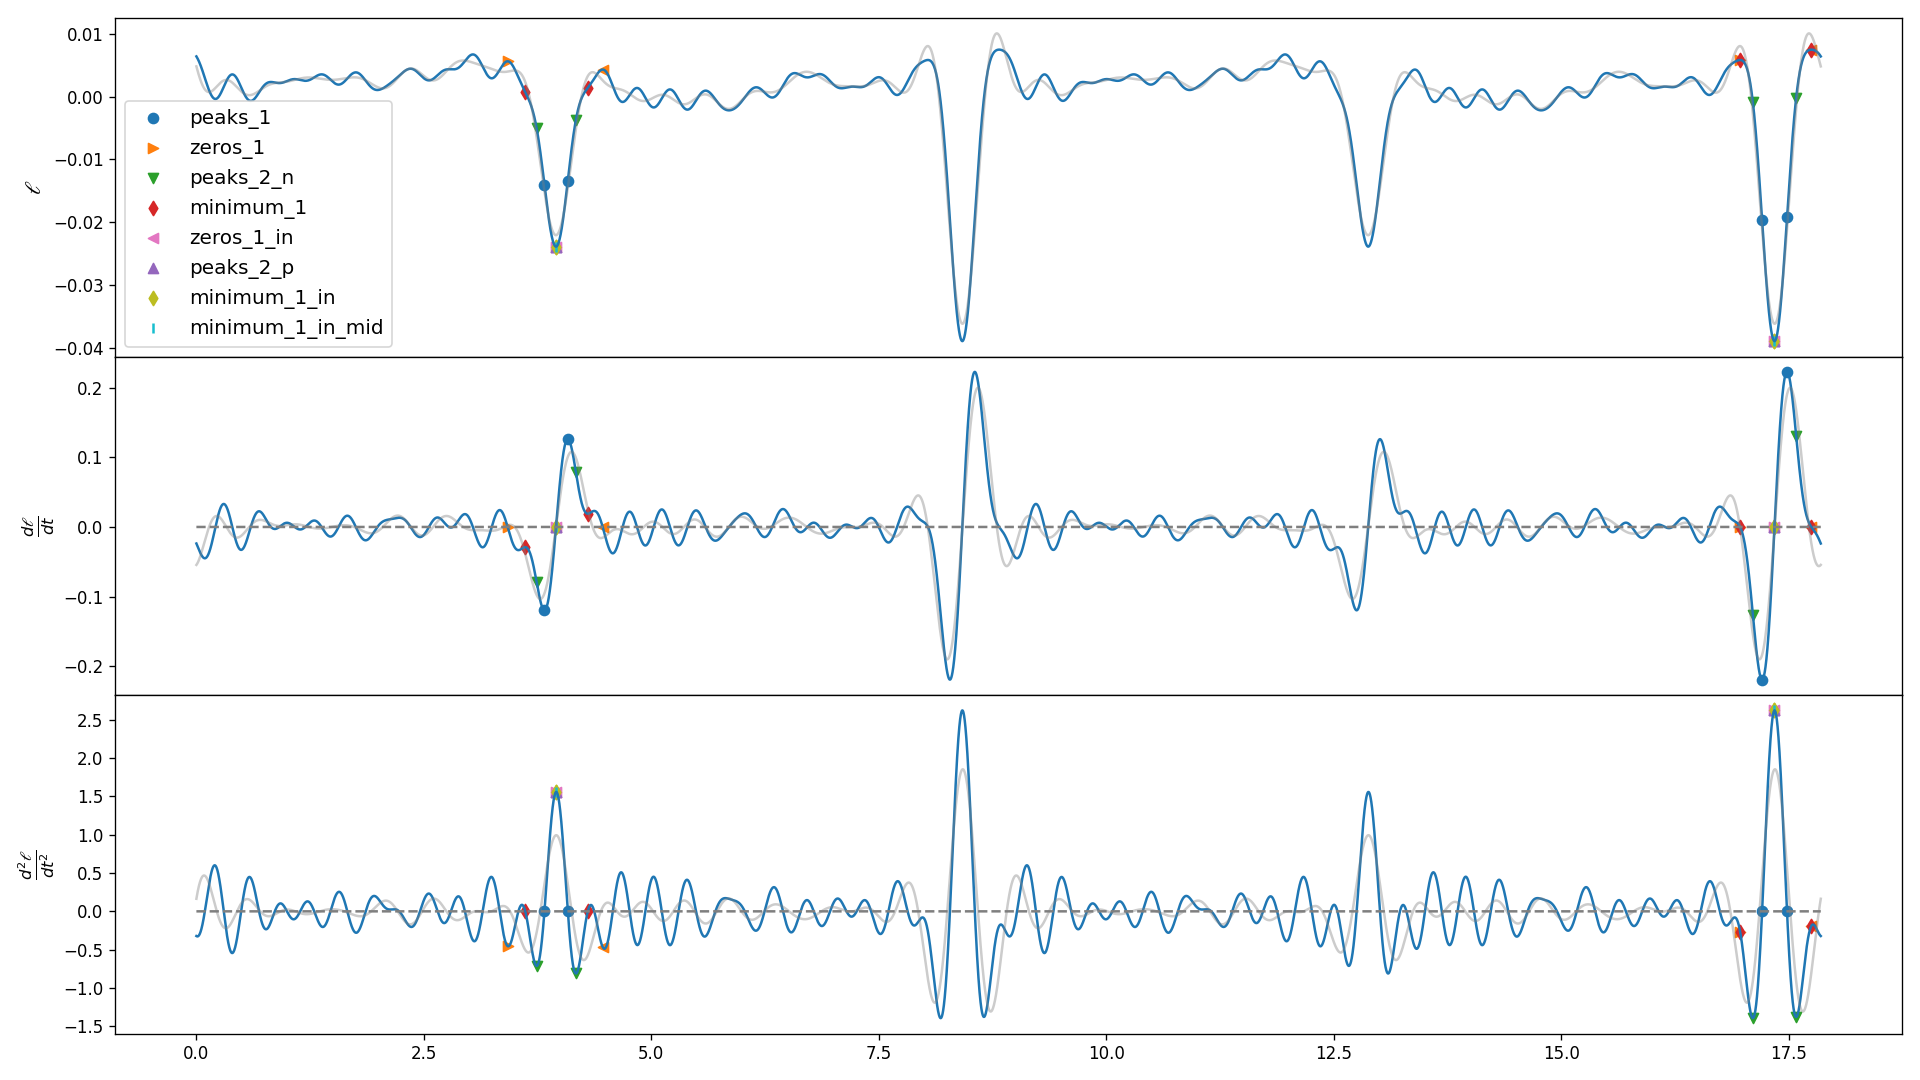 0.01
0.00
−0.01
−0.02
−0.03
−0.04
ℓ
peaks_1
zeros_1
peaks_2_n
minimum_1
zeros_1_in
peaks_2_p
minimum_1_in
minimum_1_in_mid
0.2
0.1
0.0
−0.1
−0.2
dℓ
dt
2.5
2.0
1.5
1.0
0.5
0.0
−0.5
−1.0
−1.5
d²ℓ
dt²
0.0 2.5 5.0 7.5 10.0 12.5 15.0 17.5